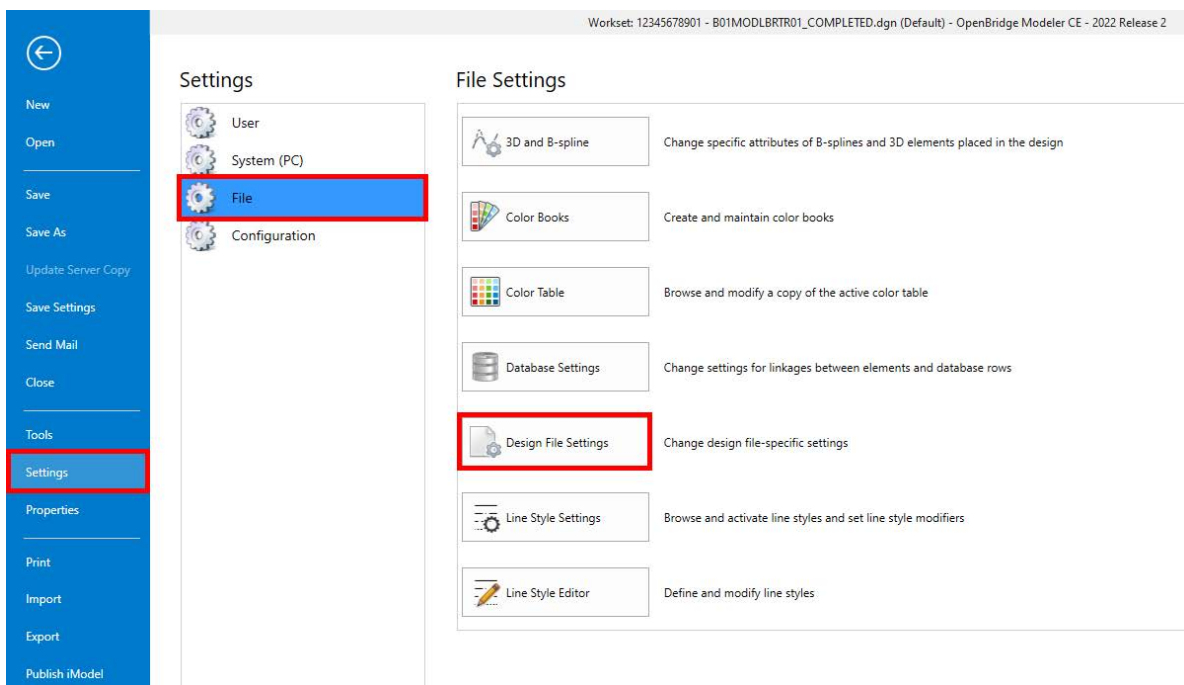 Workset: 12345678901 - B01MODLBRTR01_COMPLETED.dgn (Default) - OpenBridge Modeler CE - 2022 Release 2
New
Open
Save
Save As
Update Server Copy
Save Settings
Send Mail
Close
Tools
Settings
Properties
Print
Import
Export
Publish iModel
Settings
User
System (PC)
File
Configuration
File Settings
3D and B-spline
Change specific attributes of B-splines and 3D elements placed in the design
Color Books
Create and maintain color books
Color Table
Browse and modify a copy of the active color table
Database Settings
Change settings for linkages between elements and database rows
Design File Settings
Change design file-specific settings
Line Style Settings
Browse and activate line styles and set line style modifiers
Line Style Editor
Define and modify line styles